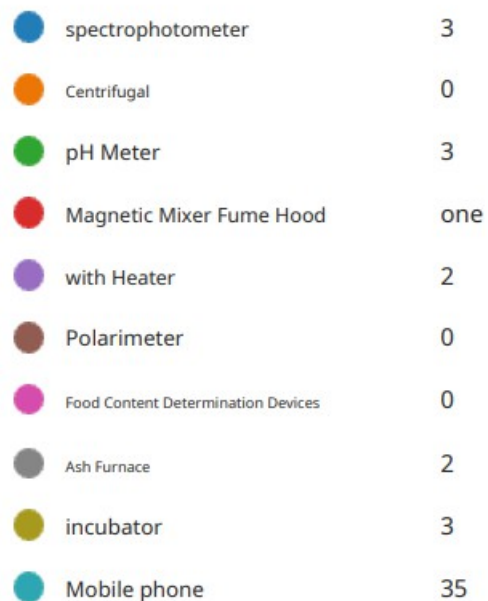 spectrophotometer 3
Centrifugal 0
pH Meter 3
Magnetic Mixer Fume Hood one
with Heater 2
Polarimeter 0
Food Content Determination Devices 0
Ash Furnace 2
incubator 3
Mobile phone 35